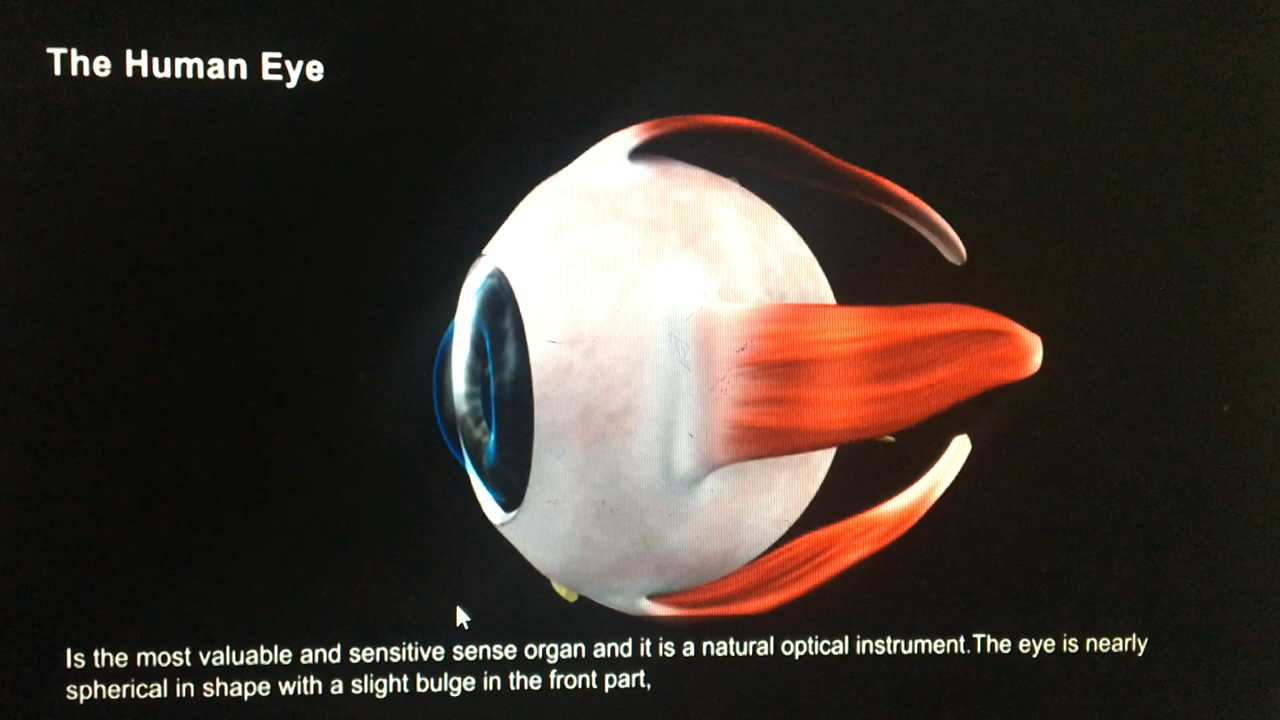 The Human Eye
Is the most valuable and sensitive sense organ and it is a natural optical instrument.The eye is nearly
spherical in shape with a slight bulge in the front part,